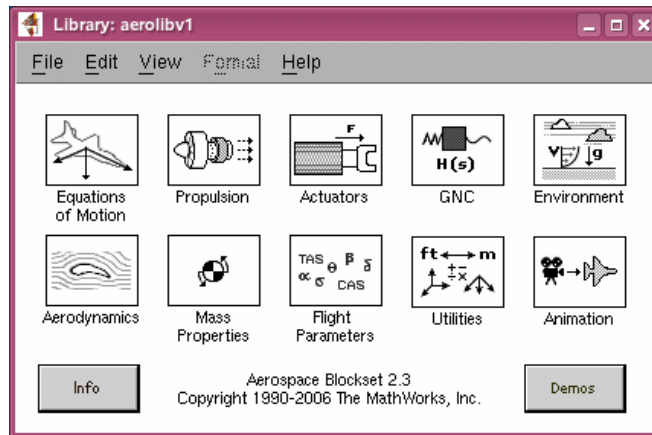 Library: aerolibv1
File Edit View Format Help
F
H(s)
V g
Equations
of Motion
Propulsion
Actuators
GNC
Environment
TAS θ β δ
α σ CAS
ft m
Aerodynamics
Mass
Properties
Flight
Parameters
Utilities
Animation
Info
Aerospace Blockset 2.3
Copyright 1990-2006 The MathWorks, Inc.
Demos